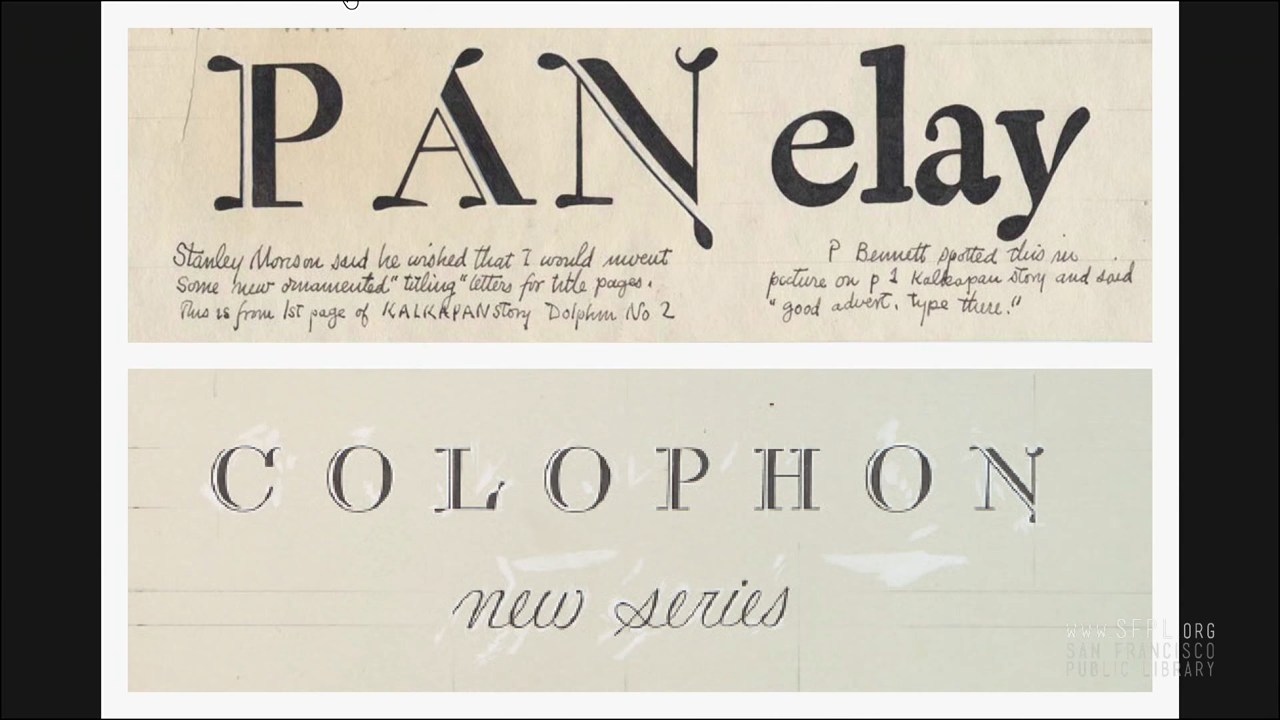 PAN elay
Stanley Morison said he wished that I would invent
some new ornamented "titling" letters for title pages.
This is from 1st page of KALKAPAN story Dolphin No 2
P Bennett spotted this in
picture on p 1 Kalkapan story and said
"good advert. type there."
COLOPHON
new series
www.SFPL.ORG
SAN FRANCISCO
PUBLIC LIBRARY